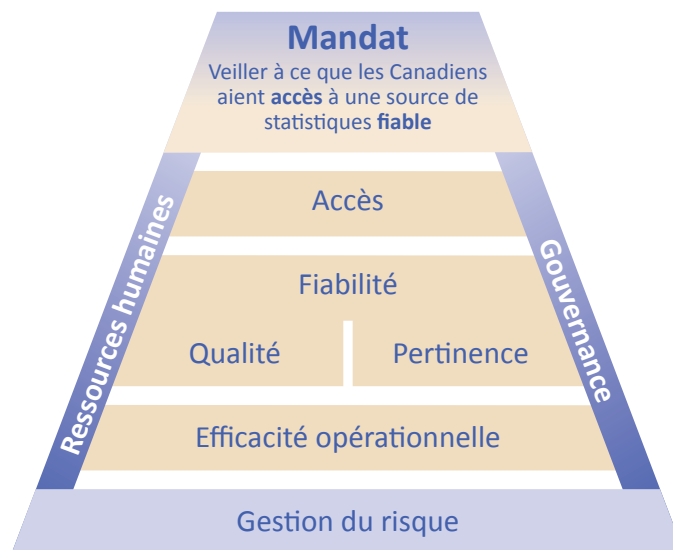 Mandat
Veiller à ce que les Canadiens
aient accès à une source de
statistiques fiable
Ressources humaines
Gouvernance
Accès
Fiabilité
Qualité
Pertinence
Efficacité opérationnelle
Gestion du risque